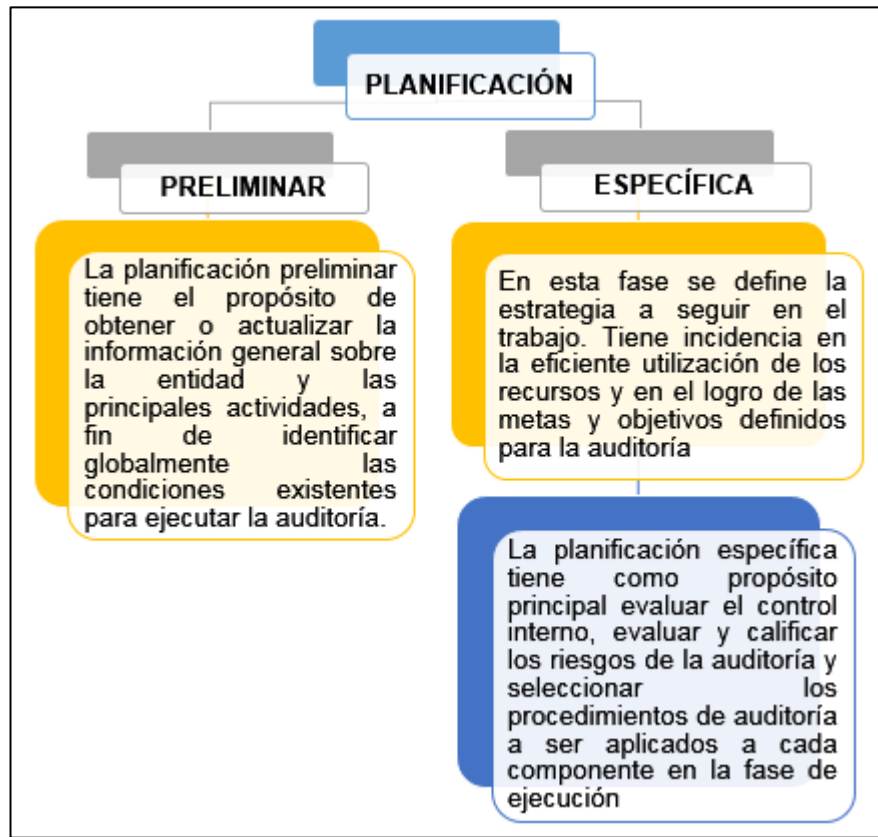 PLANIFICACIÓN
PRELIMINAR
La planificación preliminar
tiene el propósito de
obtener o actualizar la
información general sobre
la entidad y las
principales actividades, a
fin de identificar
globalmente las
condiciones existentes
para ejecutar la auditoría.
ESPECÍFICA
En esta fase se define la
estrategia a seguir en el
trabajo. Tiene incidencia en
la eficiente utilización de los
recursos y en el logro de las
metas y objetivos definidos
para la auditoría
La planificación específica
tiene como propósito
principal evaluar el control
interno, evaluar y calificar
los riesgos de la auditoría y
seleccionar los
procedimientos de auditoría
a ser aplicados a cada
componente en la fase de
ejecución